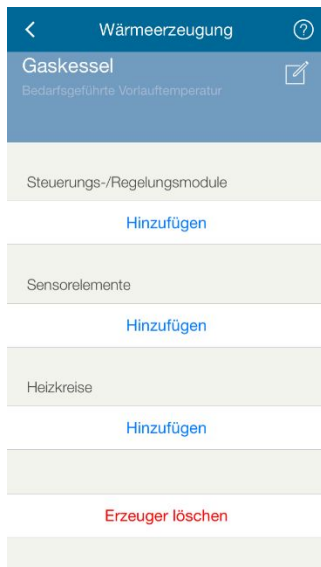 Wärmeerzeugung
Gaskessel
Bedarfsgeführte Vorlauftemperatur
Steuerungs-/Regelungsmodule
Hinzufügen
Sensorelemente
Hinzufügen
Heizkreise
Hinzufügen
Erzeuger löschen